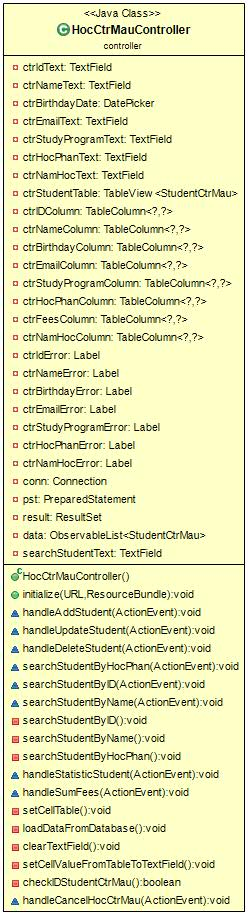 <<Java Class>>
HocCtrMauController
controller
ctrIdText: TextField
ctrNameText: TextField
ctrBirthdayDate: DatePicker
ctrEmailText: TextField
ctrStudyProgramText: TextField
ctrHocPhanText: TextField
ctrNamHocText: TextField
ctrStudentTable: TableView <StudentCtrMau>
ctrIDColumn: TableColumn<?,?>
ctrNameColumn: TableColumn<?,?>
ctrBirthdayColumn: TableColumn<?,?>
ctrEmailColumn: TableColumn<?,?>
ctrStudyProgramColumn: TableColumn<?,?>
ctrHocPhanColumn: TableColumn<?,?>
ctrFeesColumn: TableColumn<?,?>
ctrNamHocColumn: TableColumn<?,?>
ctrIdError: Label
ctrNameError: Label
ctrBirthdayError: Label
ctrEmailError: Label
ctrStudyProgramError: Label
ctrHocPhanError: Label
ctrNamHocError: Label
conn: Connection
pst: PreparedStatement
result: ResultSet
data: ObservableList<StudentCtrMau>
searchStudentText: TextField
HocCtrMauController()
initialize(URL,ResourceBundle):void
handleAddStudent(ActionEvent):void
handleUpdateStudent(ActionEvent):void
handleDeleteStudent(ActionEvent):void
searchStudentByHocPhan(ActionEvent):void
searchStudentByID(ActionEvent):void
searchStudentByName(ActionEvent):void
searchStudentByID():void
searchStudentByName():void
searchStudentByHocPhan():void
handleStatisticStudent(ActionEvent):void
handleSumFees(ActionEvent):void
setCellTable():void
loadDataFromDatabase():void
clearTextField():void
setCellValueFromTableToTextField():void
checkIDStudentCtrMau():boolean
handleCancelHocCtrMau(ActionEvent):void